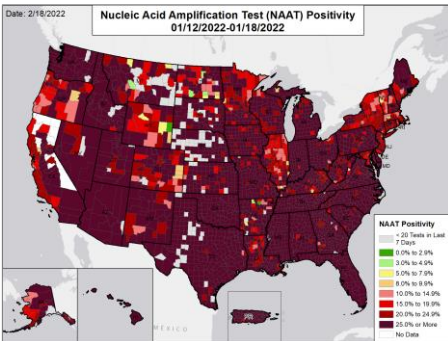 Date: 2/18/2022
Nucleic Acid Amplification Test (NAAT) Positivity
01/12/2022-01/18/2022
DE
MD
MÉXICO
NAAT Positivity
< 20 Tests in Last
7 Days
0.0% to 2.9%
3.0% to 4.9%
5.0% to 7.9%
8.0% to 9.9%
10.0% to 14.9%
15.0% to 19.9%
20.0% to 24.9%
25.0% or More
No Data